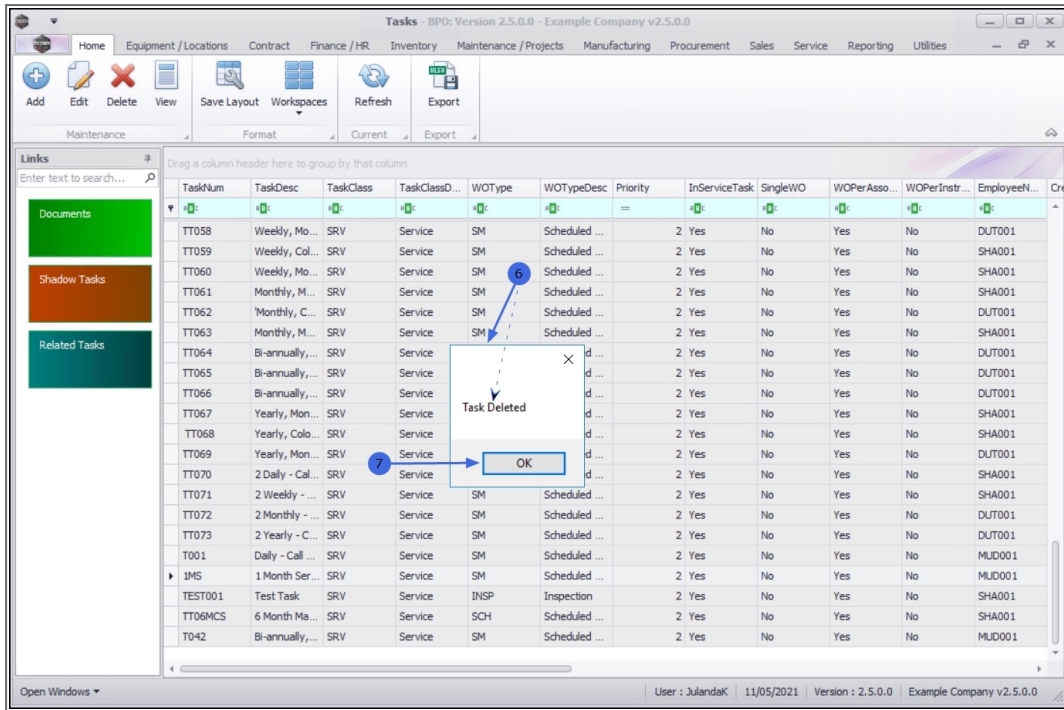 Tasks - BPO: Version 2.5.0.0 - Example Company v2.5.0.0
Home Equipment / Locations Contract Finance / HR Inventory Maintenance / Projects Manufacturing Procurement Sales Service Reporting Utilities
Add Edit Delete View Save Layout Workspaces Refresh Export
Maintenance Format Current Export
Links
Enter text to search...
Documents
Shadow Tasks
Related Tasks
Drag a column header here to group by that column
TaskNum TaskDesc TaskClass TaskClassD... WOType WOTypeDesc Priority InServiceTask SingleWO WOPerAsso... WOPerInstr... EmployeeN... Cre
=
TT058 Weekly, Mo... SRV Service SM Scheduled ... 2 Yes No Yes No DUT001
TT059 Weekly, Col... SRV Service SM Scheduled ... 2 Yes No Yes No SHA001
TT060 Weekly, Mo... SRV Service SM Scheduled ... 2 Yes No Yes No SHA001
TT061 Monthly, M... SRV Service SM Scheduled ... 2 Yes No Yes No SHA001
TT062 'Monthly, C... SRV Service SM Scheduled ... 2 Yes No Yes No DUT001
TT063 Monthly, M... SRV Service SM Scheduled ... 2 Yes No Yes No SHA001
TT064 Bi-annually,... SRV Service d ... 2 Yes No Yes No DUT001
TT065 Bi-annually,... SRV Service d ... 2 Yes No Yes No DUT001
TT066 Bi-annually,... SRV Service d ... 2 Yes No Yes No DUT001
TT067 Yearly, Mon... SRV Service d ... 2 Yes No Yes No SHA001
TT068 Yearly, Colo... SRV Service d ... 2 Yes No Yes No SHA001
TT069 Yearly, Mon... SRV Service d ... 2 Yes No Yes No DUT001
TT070 2 Daily - Cal... SRV Service d ... 2 Yes No Yes No SHA001
TT071 2 Weekly - ... SRV Service SM Scheduled ... 2 Yes No Yes No SHA001
TT072 2 Monthly - ... SRV Service SM Scheduled ... 2 Yes No Yes No DUT001
TT073 2 Yearly - C... SRV Service SM Scheduled ... 2 Yes No Yes No DUT001
T001 Daily - Call ... SRV Service SM Scheduled ... 2 Yes No Yes No MUD001
1MS 1 Month Ser... SRV Service SM Scheduled ... 2 Yes No Yes No MUD001
TEST001 Test Task SRV Service INSP Inspection 2 Yes No Yes No SHA001
TT06MCS 6 Month Ma... SRV Service SCH Scheduled ... 2 Yes No Yes No SHA001
T042 Bi-annually,... SRV Service SM Scheduled ... 2 Yes No Yes No MUD001
6
Task Deleted
7
OK
Open Windows User : JulandaK 11/05/2021 Version : 2.5.0.0 Example Company v2.5.0.0